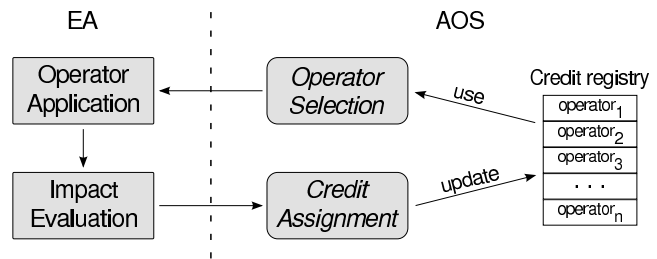 EA
AOS
Operator
Application
Operator
Selection
use
Credit registry
operator1
operator2
operator3
. . .
operatorn
Impact
Evaluation
Credit
Assignment
update